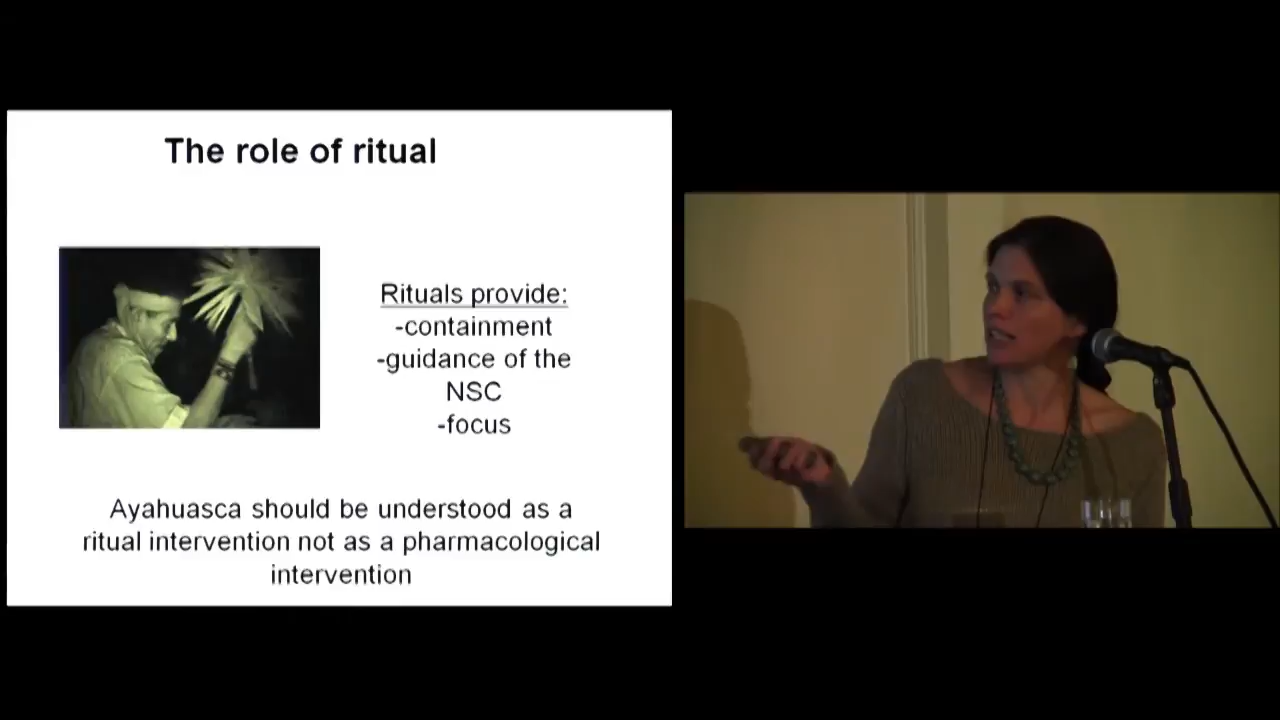 The role of ritual
Rituals provide:
-containment
-guidance of the
NSC
-focus
Ayahuasca should be understood as a
ritual intervention not as a pharmacological
intervention